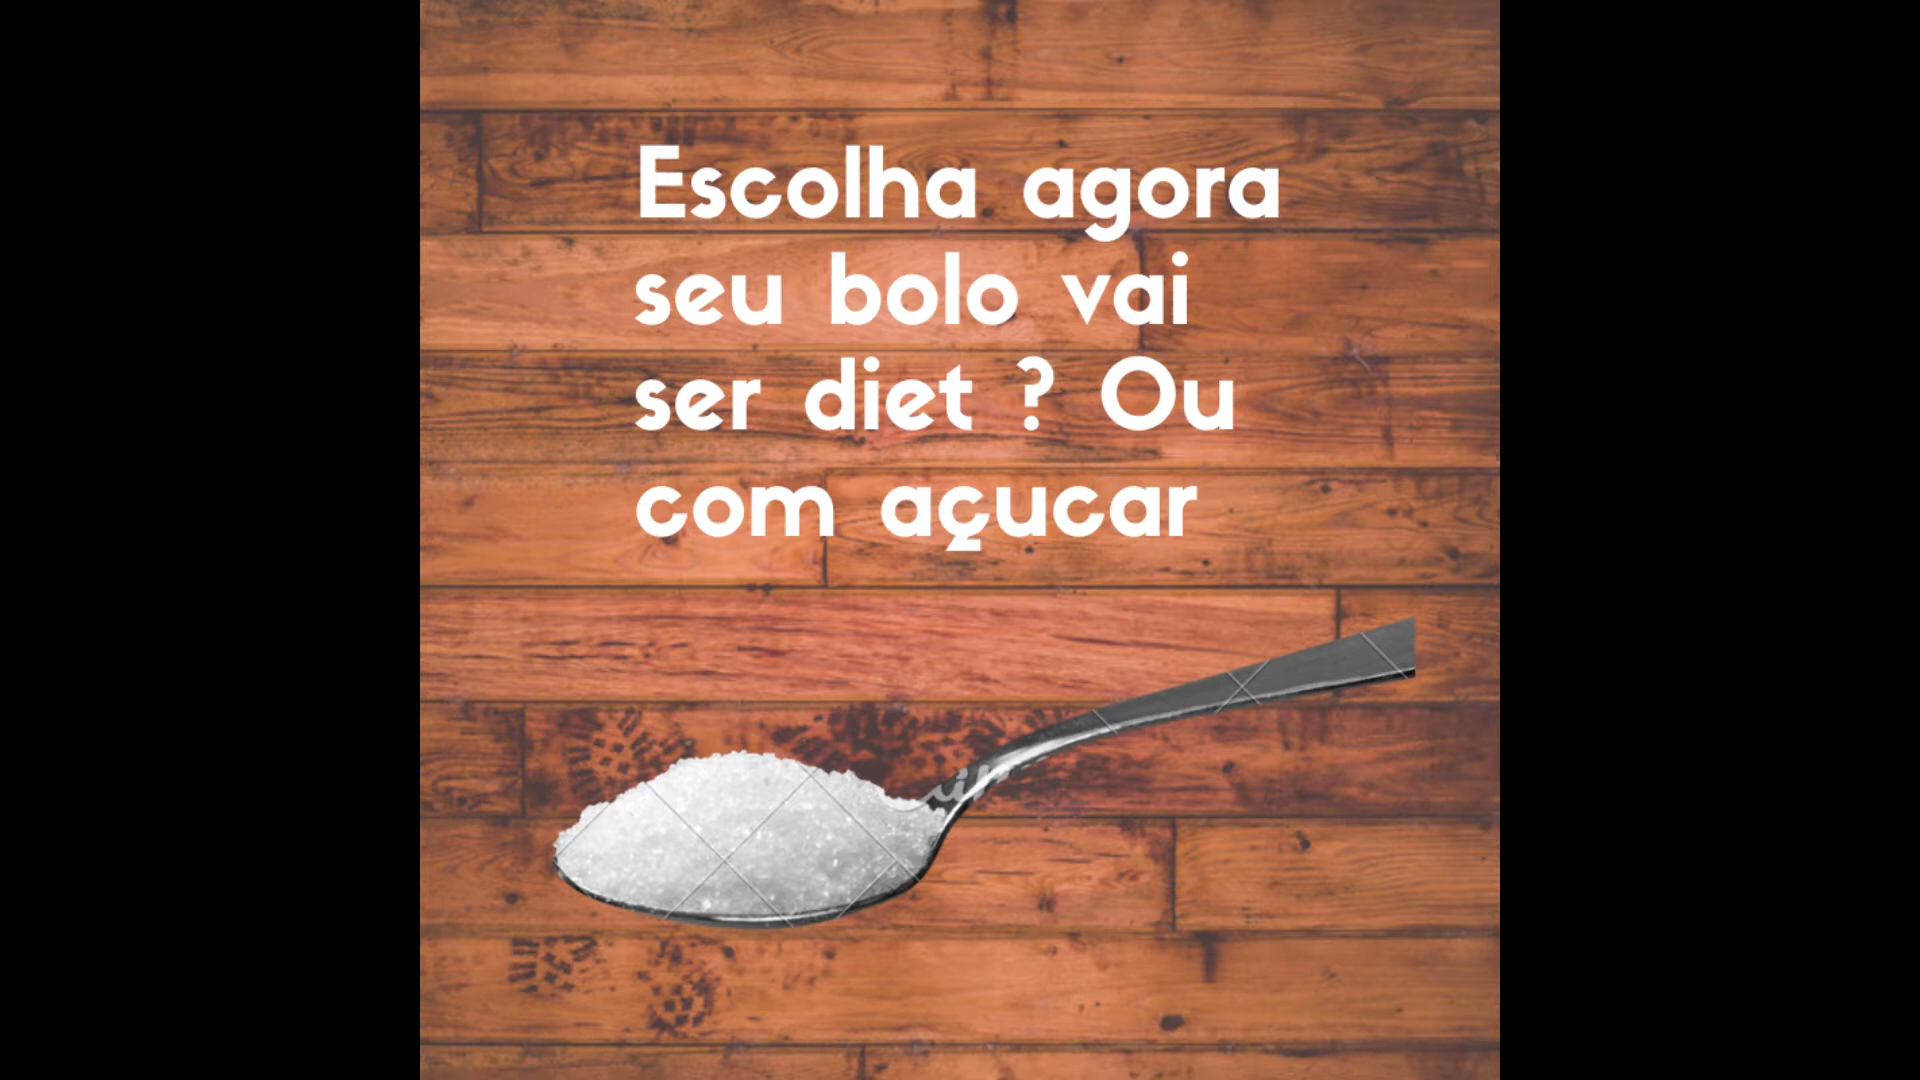 Escolha agora
seu bolo vai
ser diet ? Ou
com açucar